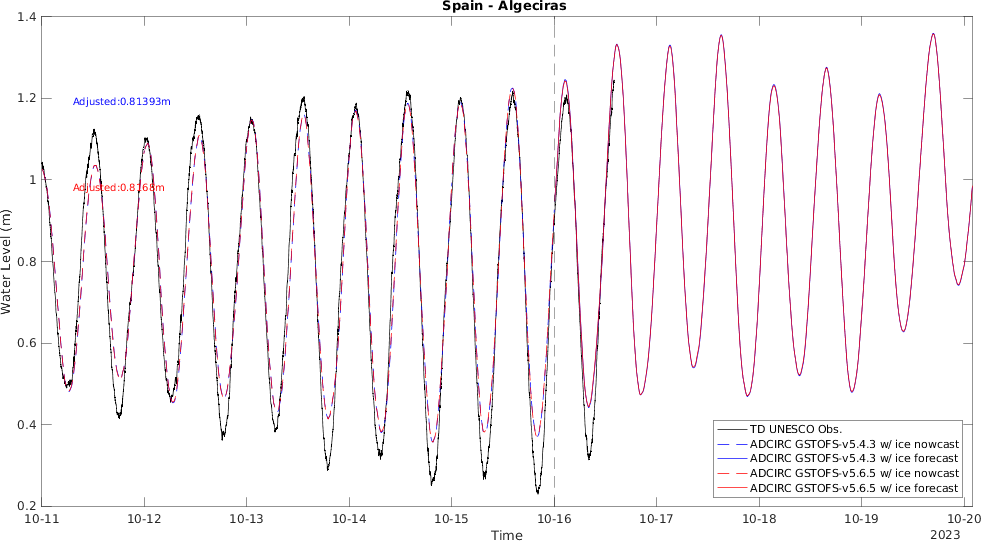 Spain - Algeciras
1.4
1.2
1
0.8
0.6
0.4
0.2
Water Level (m)
Adjusted:0.81393m
Adjusted:0.8168m
TD UNESCO Obs.
ADCIRC GSTOFS-v5.4.3 w/ ice nowcast
ADCIRC GSTOFS-v5.4.3 w/ ice forecast
ADCIRC GSTOFS-v5.6.5 w/ ice nowcast
ADCIRC GSTOFS-v5.6.5 w/ ice forecast
10-11 10-12 10-13 10-14 10-15 10-16 10-17 10-18 10-19 10-20
Time
2023